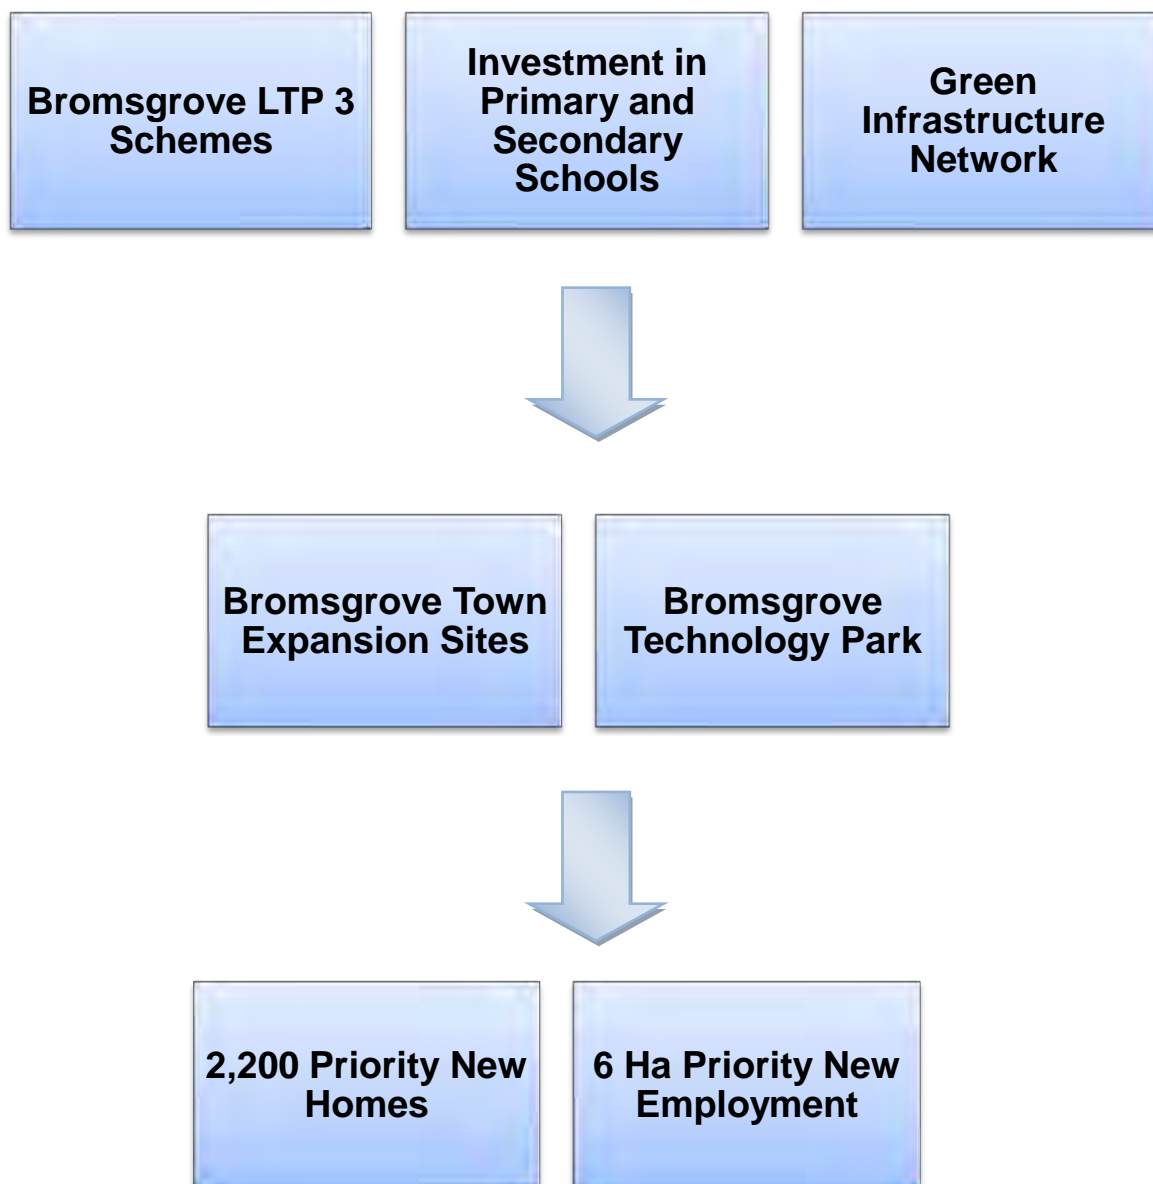 Bromsgrove LTP 3
Schemes
Investment in
Primary and
Secondary
Schools
Green
Infrastructure
Network
Bromsgrove Town
Expansion Sites
Bromsgrove
Technology Park
2,200 Priority New
Homes
6 Ha Priority New
Employment